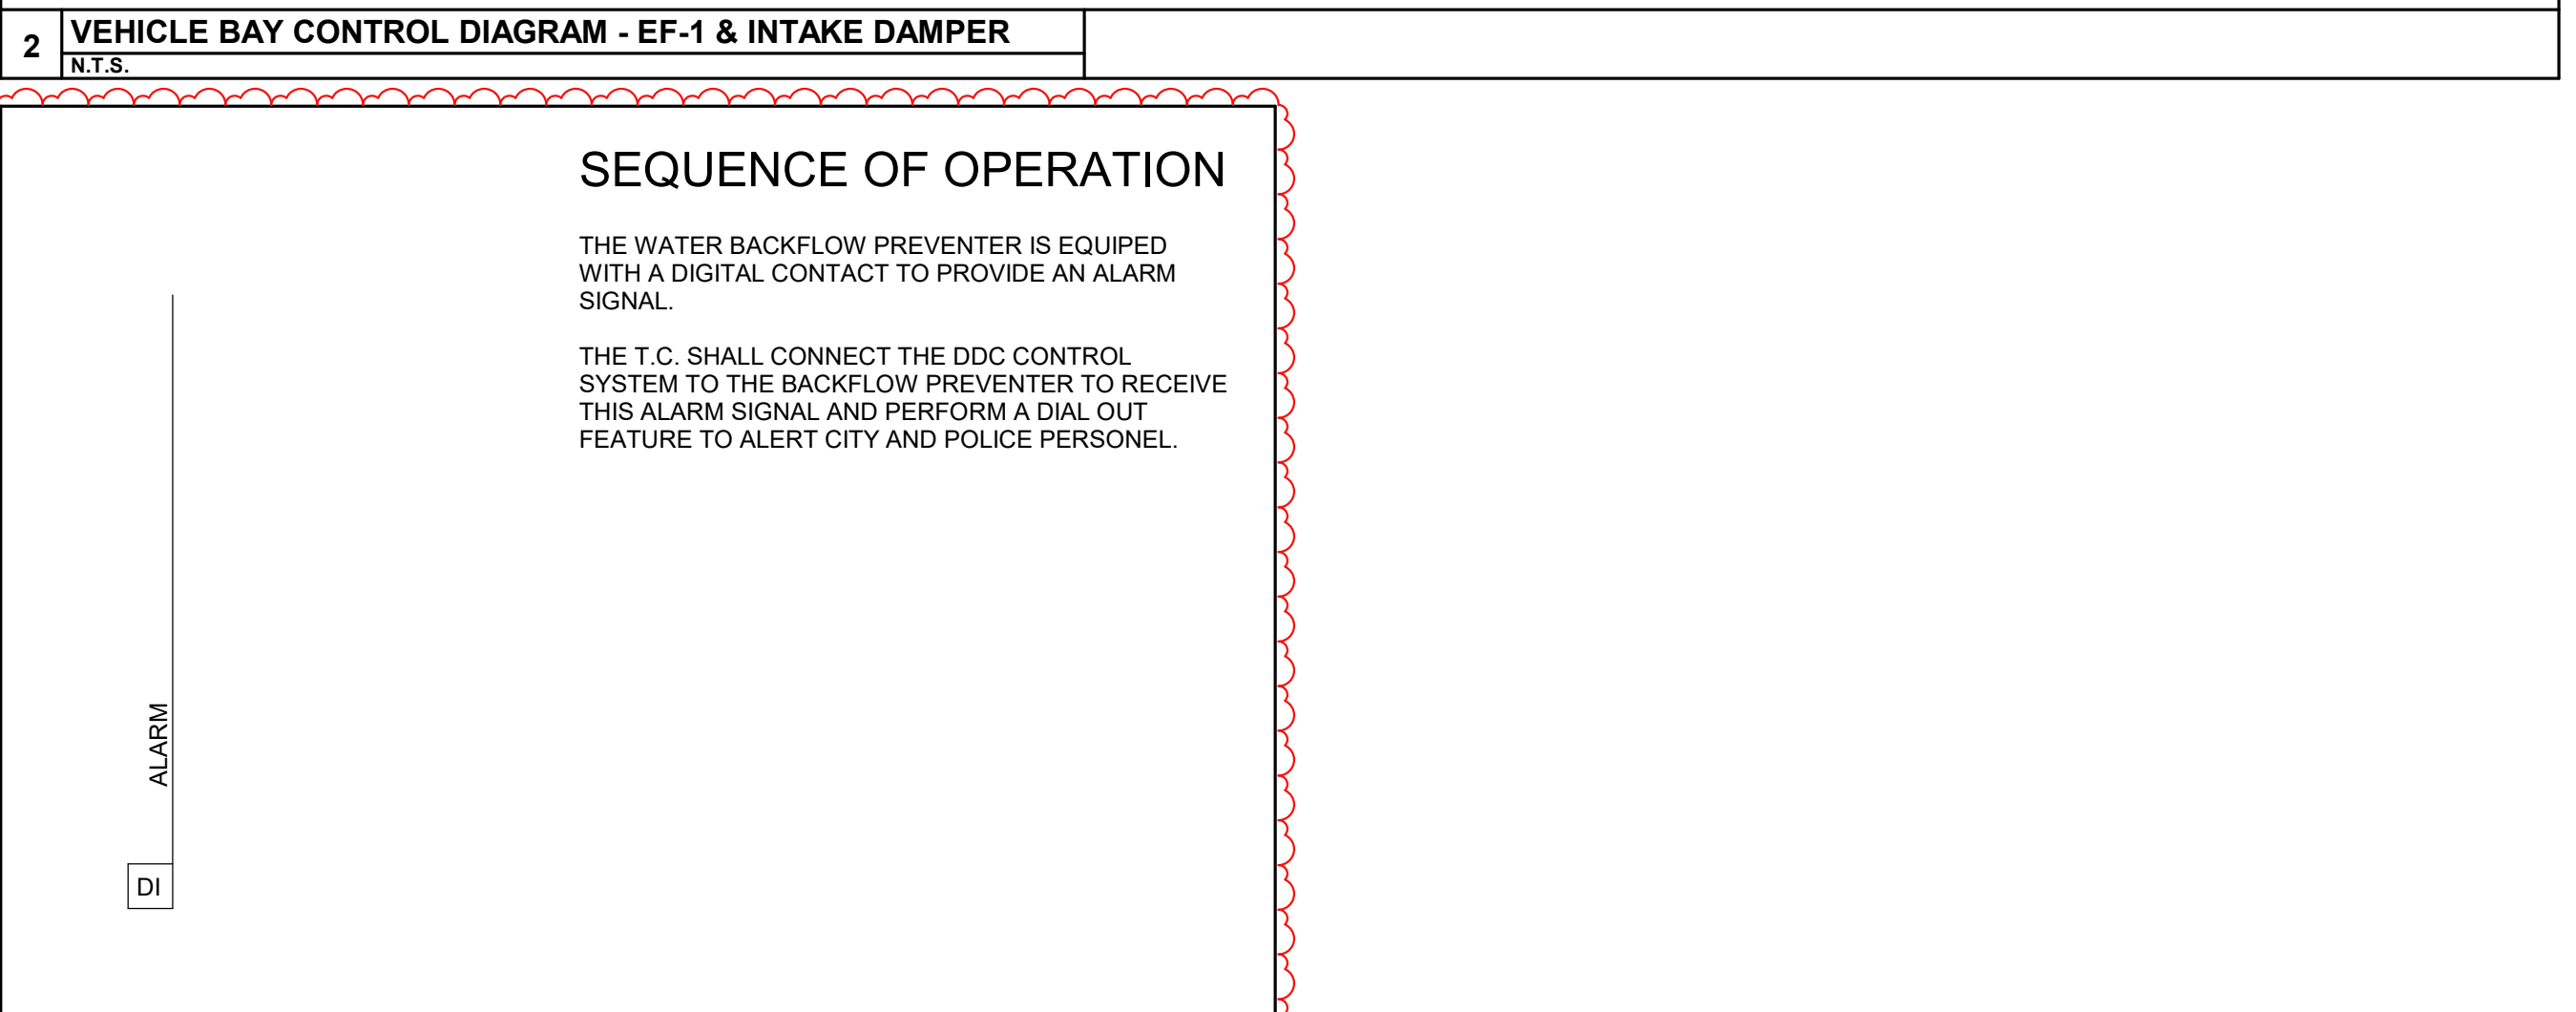 2
VEHICLE BAY CONTROL DIAGRAM - EF-1 & INTAKE DAMPER
N.T.S.
SEQUENCE OF OPERATION
THE WATER BACKFLOW PREVENTER IS EQUIPED
WITH A DIGITAL CONTACT TO PROVIDE AN ALARM
SIGNAL.
THE T.C. SHALL CONNECT THE DDC CONTROL
SYSTEM TO THE BACKFLOW PREVENTER TO RECEIVE
THIS ALARM SIGNAL AND PERFORM A DIAL OUT
FEATURE TO ALERT CITY AND POLICE PERSONEL.
ALARM
DI